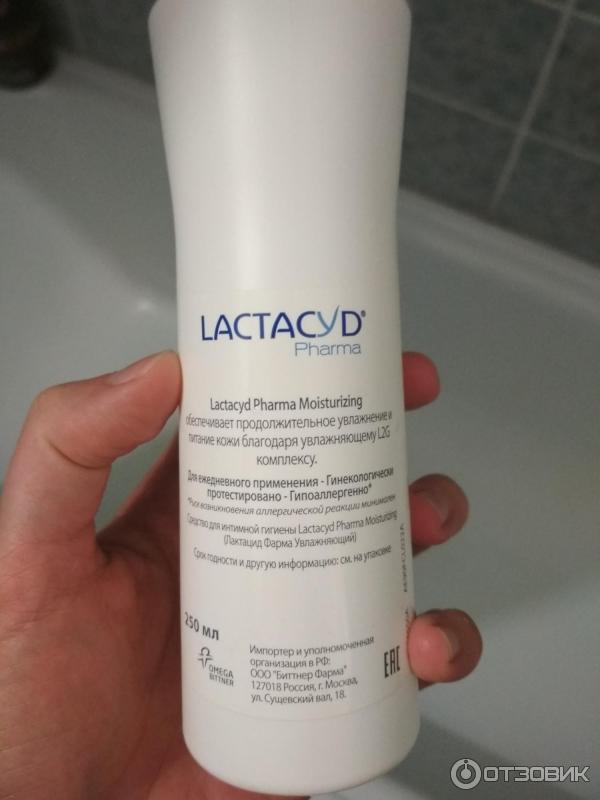 LACTACYD®
Pharma
Lactacyd Pharma Moisturizing
обеспечивает продолжительное увлажнение и
питание кожи благодаря увлажняющему L2G
комплексу.
Для ежедневного применения - Гинекологически
протестировано - Гипоаллергенно*
*Риск возникновения аллергической реакции минимален
Средство для интимной гигиены Lactacyd Pharma Moisturizing
(Лактацид Фарма Увлажняющий)
Срок годности и другую информацию: см. на упаковке
250 мл
OMEGA
BITTNER
Импортер и уполномоченная
организация в РФ:
ООО "Биттнер Фарма"
127018 Россия, г. Москва,
ул. Сущевский вал, 18.
EAC
ОТЗОВИК